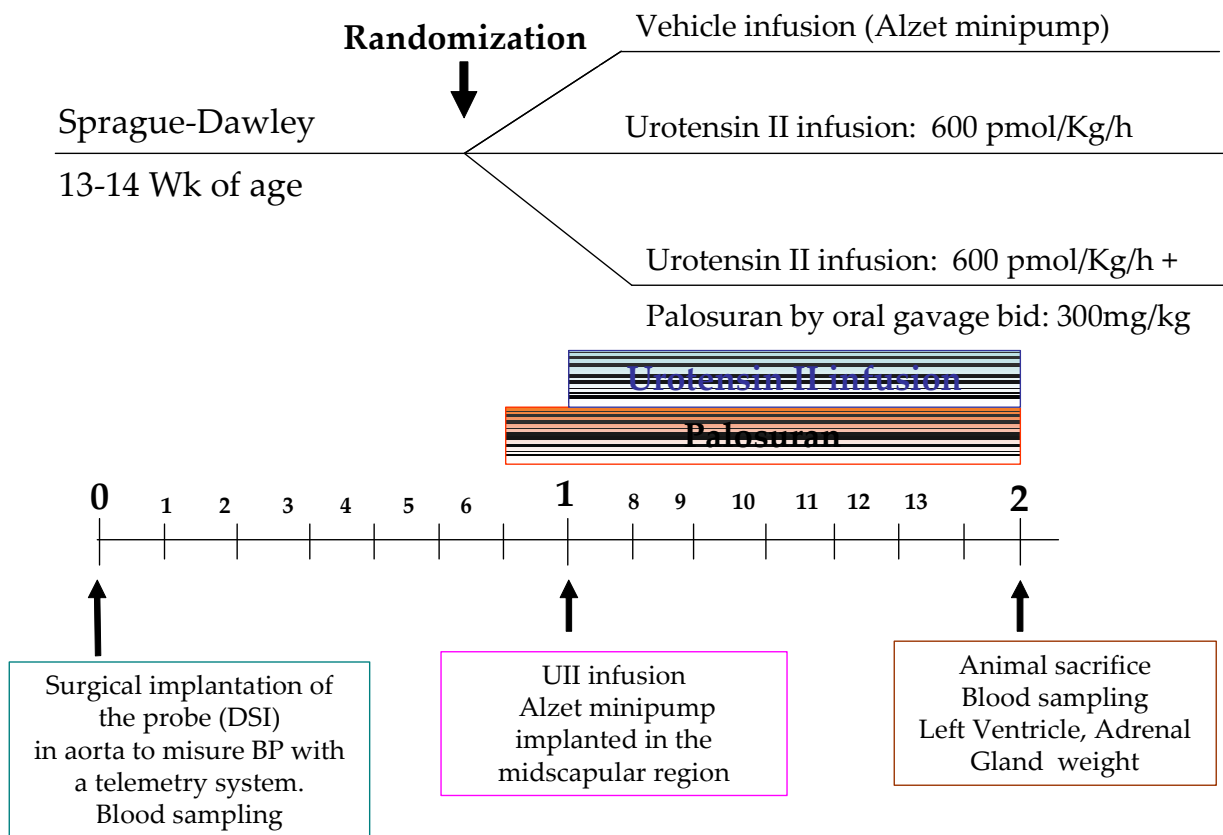 Randomization
Vehicle infusion (Alzet minipump)
Sprague-Dawley
Urotensin II infusion: 600 pmol/Kg/h
13-14 Wk of age
Urotensin II infusion: 600 pmol/Kg/h +
Palosuran by oral gavage bid: 300mg/kg
Urotensin II infusion
Palosuran
0 1 2 3 4 5 6 1 8 9 10 11 12 13 2
Surgical implantation of
the probe (DSI)
in aorta to misure BP with
a telemetry system.
Blood sampling
UII infusion
Alzet minipump
implanted in the
midscapular region
Animal sacrifice
Blood sampling
Left Ventricle, Adrenal
Gland weight